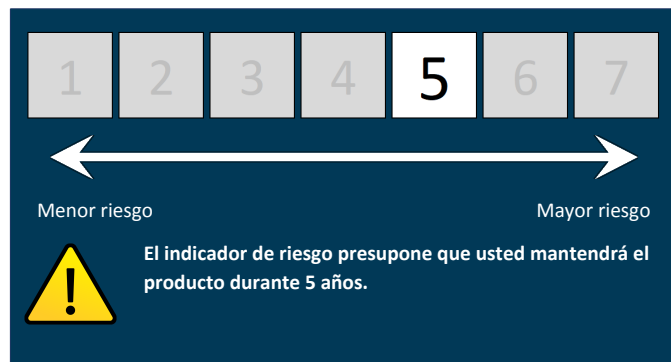 1 2 3 4 5 6 7
Menor riesgo Mayor riesgo
El indicador de riesgo presupone que usted mantendrá el
producto durante 5 años.